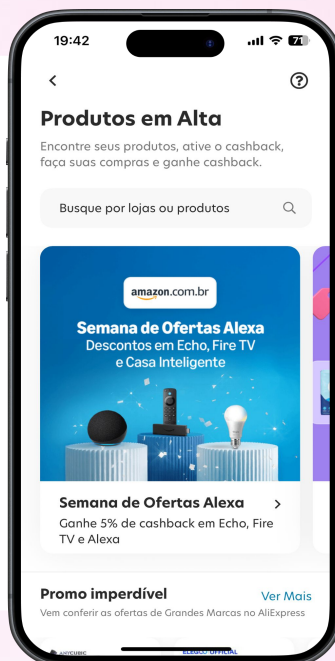 19:42
71
Produtos em Alta
Encontre seus produtos, ative o cashback,
faça suas compras e ganhe cashback.
Busque por lojas ou produtos
amazon.com.br
Semana de Ofertas Alexa
Descontos em Echo, Fire TV
e Casa Inteligente
Semana de Ofertas Alexa
Ganhe 5% de cashback em Echo, Fire
TV e Alexa
Promo imperdível Ver Mais
Vem conferir as ofertas de Grandes Marcas no AliExpress
ANYCUBIC ELEGOO OFFICIAL